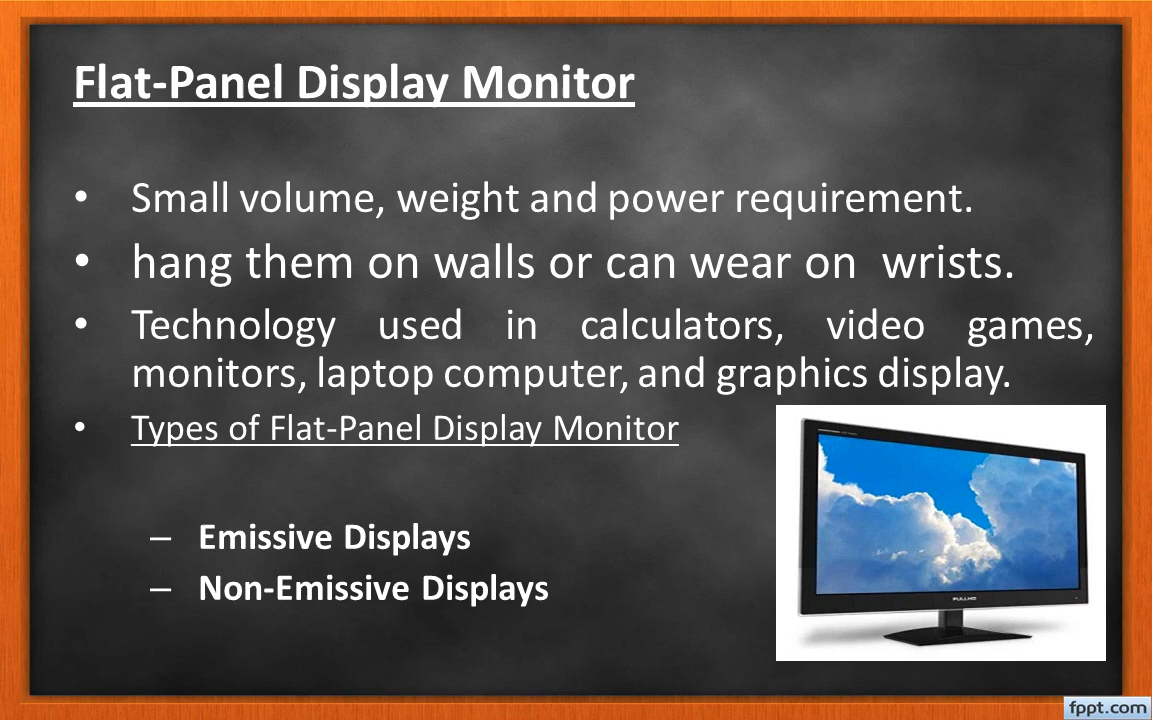 Flat-Panel Display Monitor
• Small volume, weight and power requirement.
• hang them on walls or can wear on wrists.
• Technology used in calculators, video games,
monitors, laptop computer, and graphics display.
• Types of Flat-Panel Display Monitor
– Emissive Displays
– Non-Emissive Displays
FULLHD
fppt.com